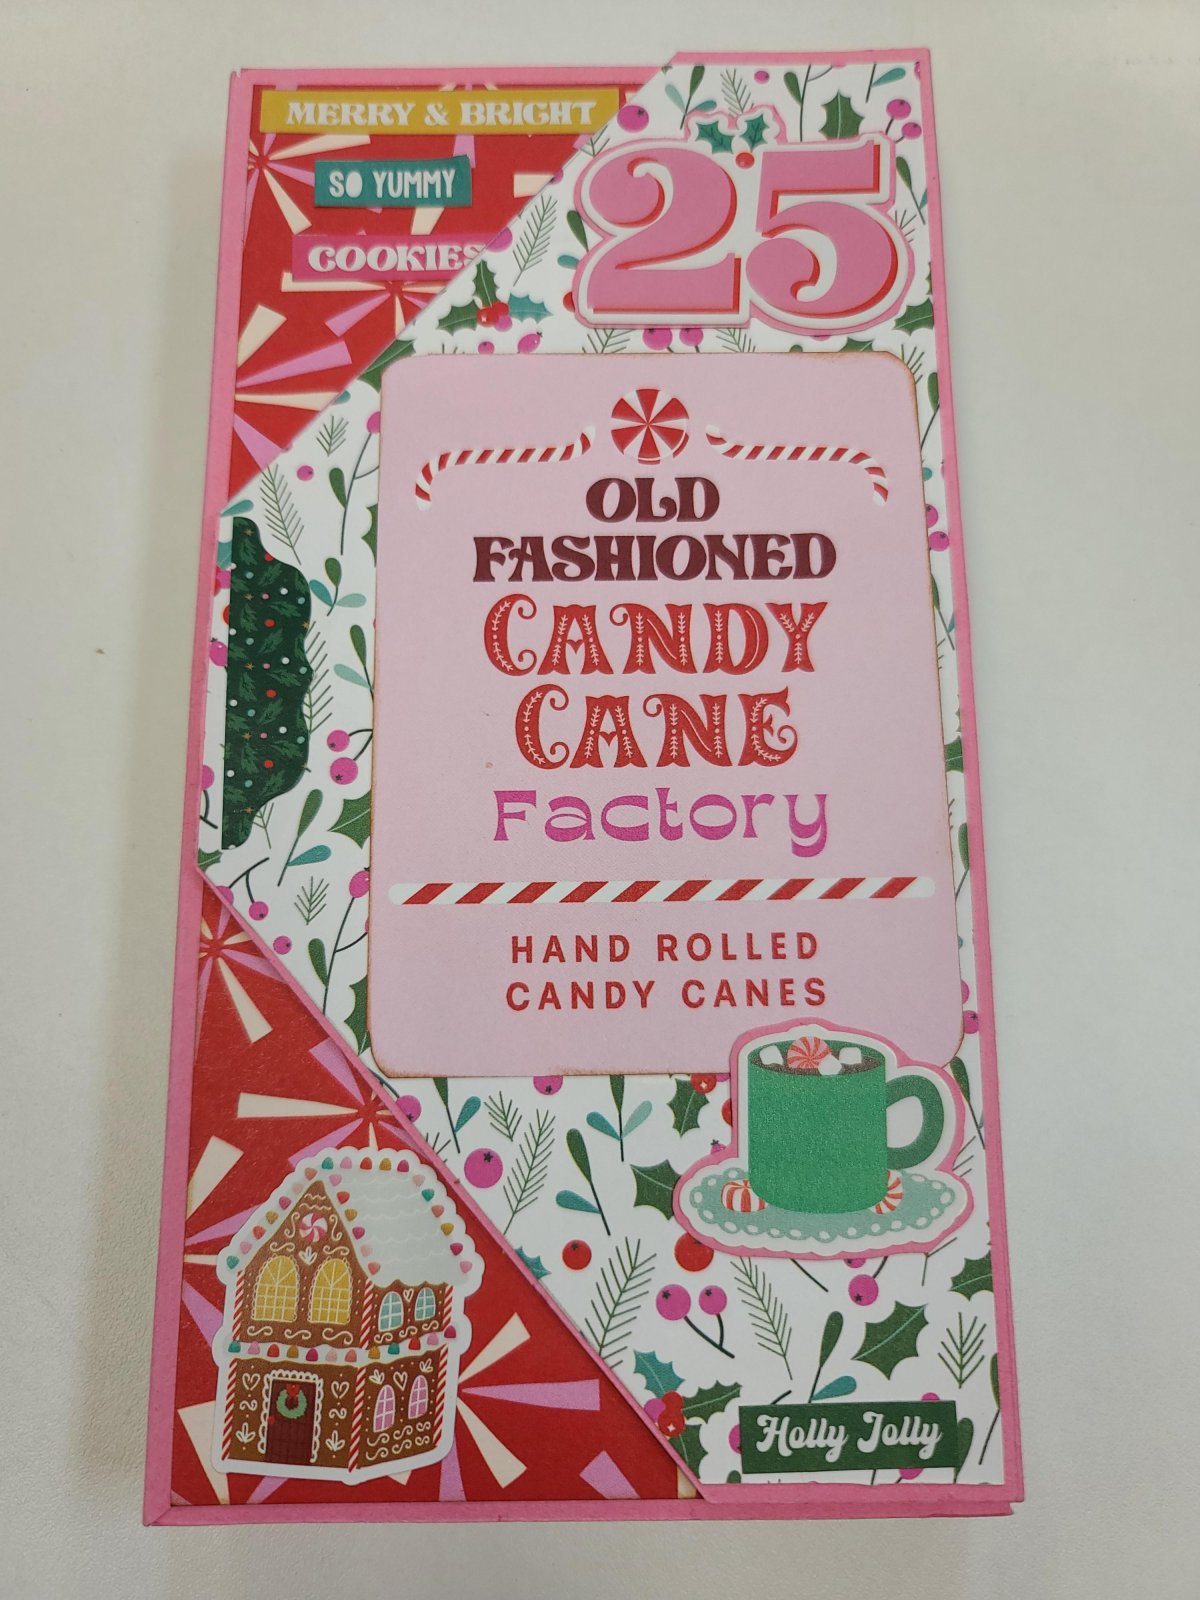 MERRY & BRIGHT
SO YUMMY
COOKIES
25
OLD
FASHIONED
CANDY
CANE
Factory
HAND ROLLED
CANDY CANES
Holly Jolly